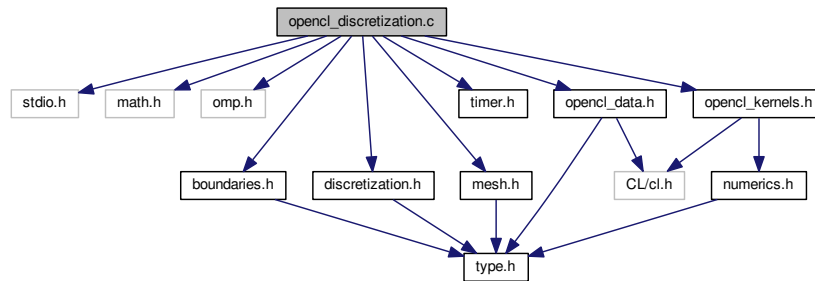 opencl_discretization.c
stdio.h
math.h
omp.h
timer.h
opencl_data.h
opencl_kernels.h
boundaries.h
discretization.h
mesh.h
CL/cl.h
numerics.h
type.h